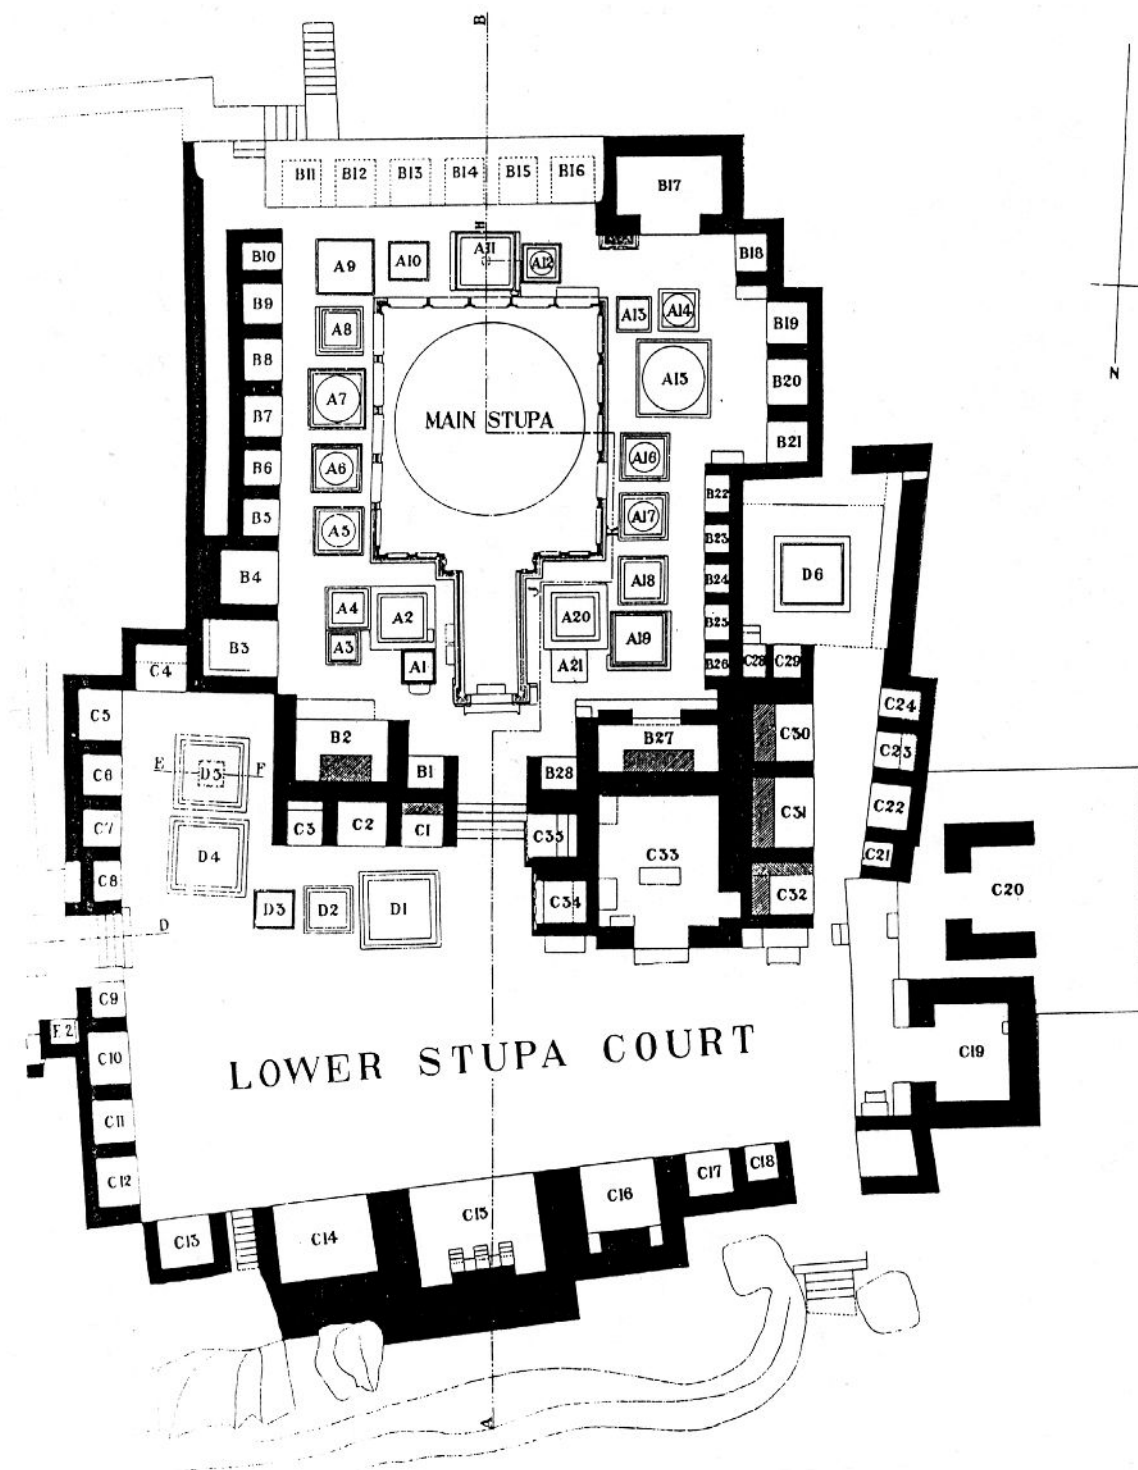 B
B11 B12 B13 B14 B15 B16
B17
H
B10 A9 A10 A11 A12 B18
B9 A8 A13 A14 B19
B8 A7 A15 B20
B7 MAIN STUPA B21
B6 A6 A16 B22
B5 A5 A17 B23
B4 A4 A2 A20 A18 B24 D6
B3 A3 A1 A21 A19 B25
B26 C28 C29
C4
C5 B2 B27 C30 C24
C6 E D5 F B1 B28 C23
C7 C3 C2 C1 C35 C31 C22
D4 C33 C21
C8 D3 D2 D1 C34 C32 C20
D
C9
C10 LOWER STUPA COURT C19
C11
C12 C17 C18
C13 C14 C15 C16
A
N